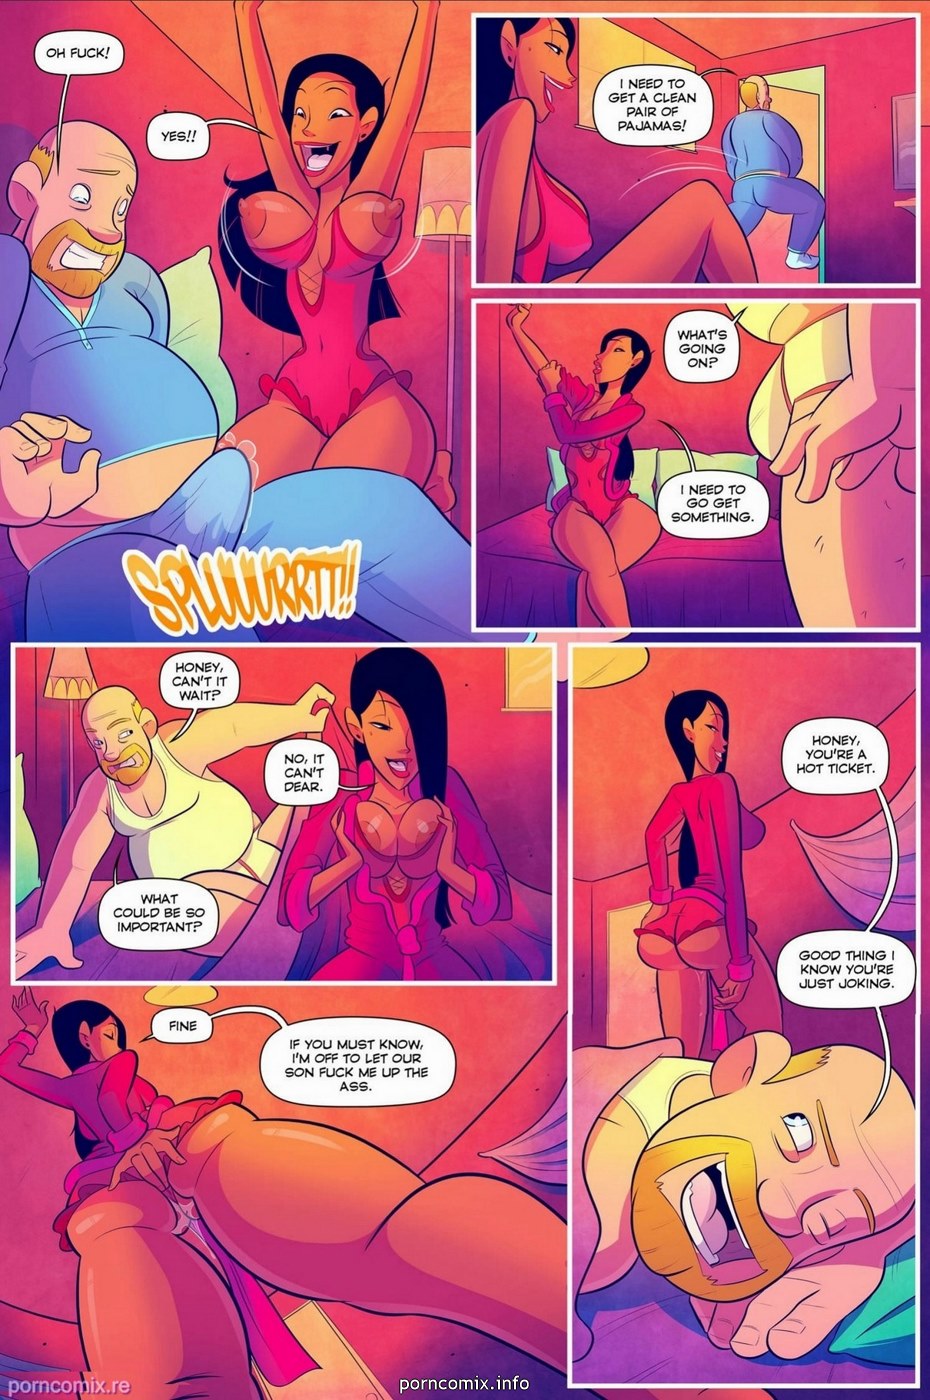 OH FUCK!
YES!!
I NEED TO
GET A CLEAN
PAIR OF
PAJAMAS!
SPLUUURRTT!!
WHAT'S
GOING
ON?
I NEED TO
GO GET
SOMETHING.
HONEY,
CAN'T IT
WAIT?
NO, IT
CAN'T
DEAR.
WHAT
COULD BE SO
IMPORTANT?
FINE
IF YOU MUST KNOW,
I'M OFF TO LET OUR
SON FUCK ME UP THE
ASS.
HONEY,
YOU'RE A
HOT TICKET.
GOOD THING I
KNOW YOU'RE
JUST JOKING.
porncomix.re
porncomix.info